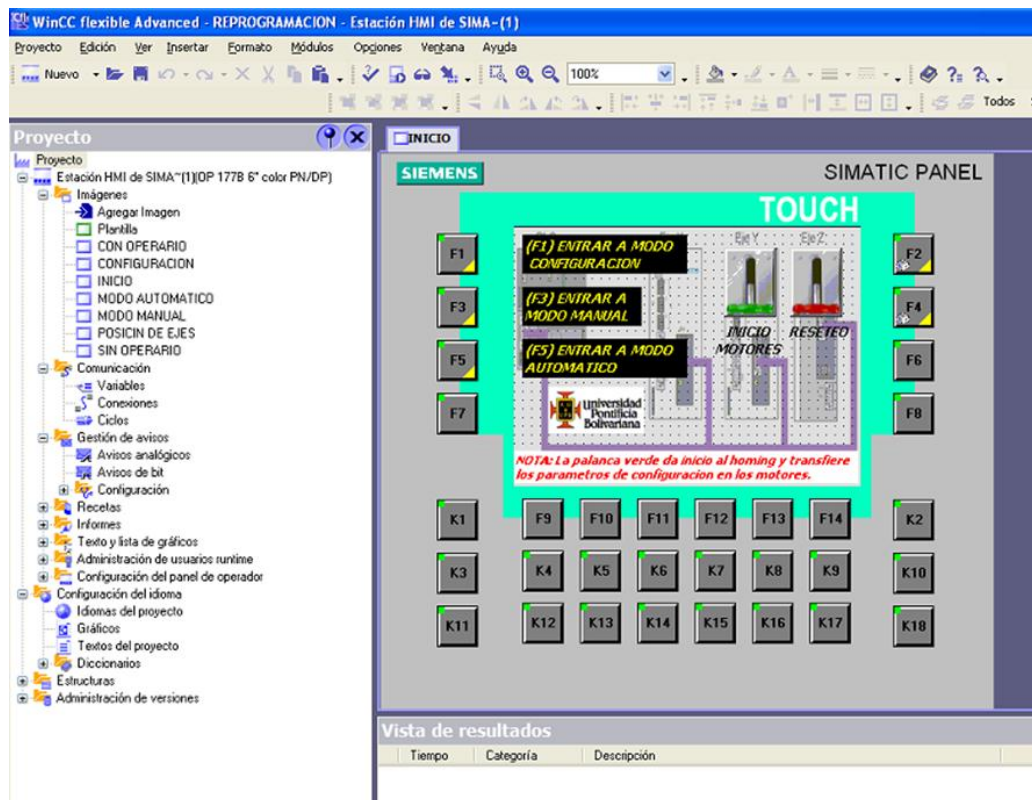 WinCC flexible Advanced - REPROGRAMACION - Estación HMI de SIMA~(1)
Proyecto Edición Ver Insertar Formato Módulos Opciones Ventana Ayuda
Nuevo 100%
Todos
Proyecto
INICIO
Proyecto
Estación HMI de SIMA~(1)(OP 177B 6" color PN/DP)
Imágenes
Agregar Imagen
Plantilla
CON OPERARIO
CONFIGURACION
INICIO
MODO AUTOMATICO
MODO MANUAL
POSICIN DE EJES
SIN OPERARIO
Comunicación
Variables
Conexiones
Ciclos
Gestión de avisos
Avisos analógicos
Avisos de bit
Configuración
Recetas
Informes
Texto y lista de gráficos
Administración de usuarios runtime
Configuración del panel de operador
Configuración del idioma
Idiomas del proyecto
Gráficos
Textos del proyecto
Diccionarios
Estructuras
Administración de versiones
SIEMENS
SIMATIC PANEL
TOUCH
Eje Y Eje Z
F1
(F1) ENTRAR A MODO
CONFIGURACION
F2
F3
(F3) ENTRAR A
MODO MANUAL
F4
INICIO
MOTORES
RESETEO
F5
(F5) ENTRAR A MODO
AUTOMATICO
F6
F7
Universidad
Pontificia
Bolivariana
F8
NOTA: La palanca verde da inicio al homing y transfiere
los parametros de configuracion en los motores.
K1 F9 F10 F11 F12 F13 F14 K2
K3 K4 K5 K6 K7 K8 K9 K10
K11 K12 K13 K14 K15 K16 K17 K18
Vista de resultados
Tiempo Categoría Descripción